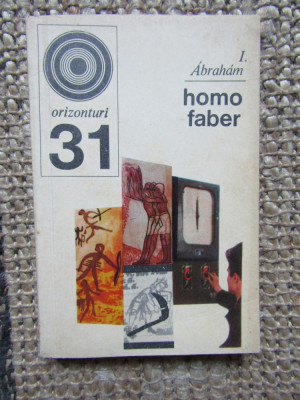 I.
Ábrahám
orizonturi
31
homo
faber